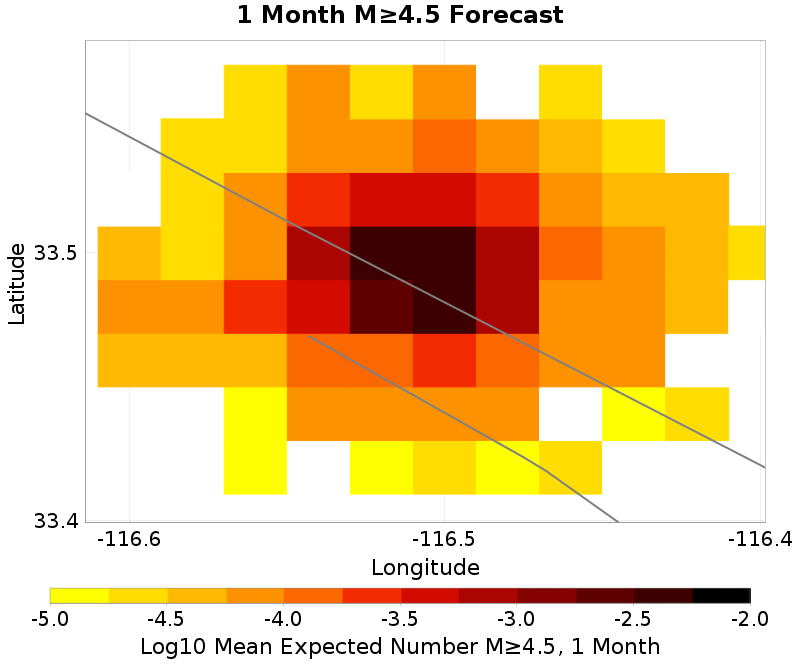 1 Month M≥4.5 Forecast
Latitude
33.5
33.4
-116.6 -116.5 -116.4
Longitude
-5.0 -4.5 -4.0 -3.5 -3.0 -2.5 -2.0
Log10 Mean Expected Number M≥4.5, 1 Month